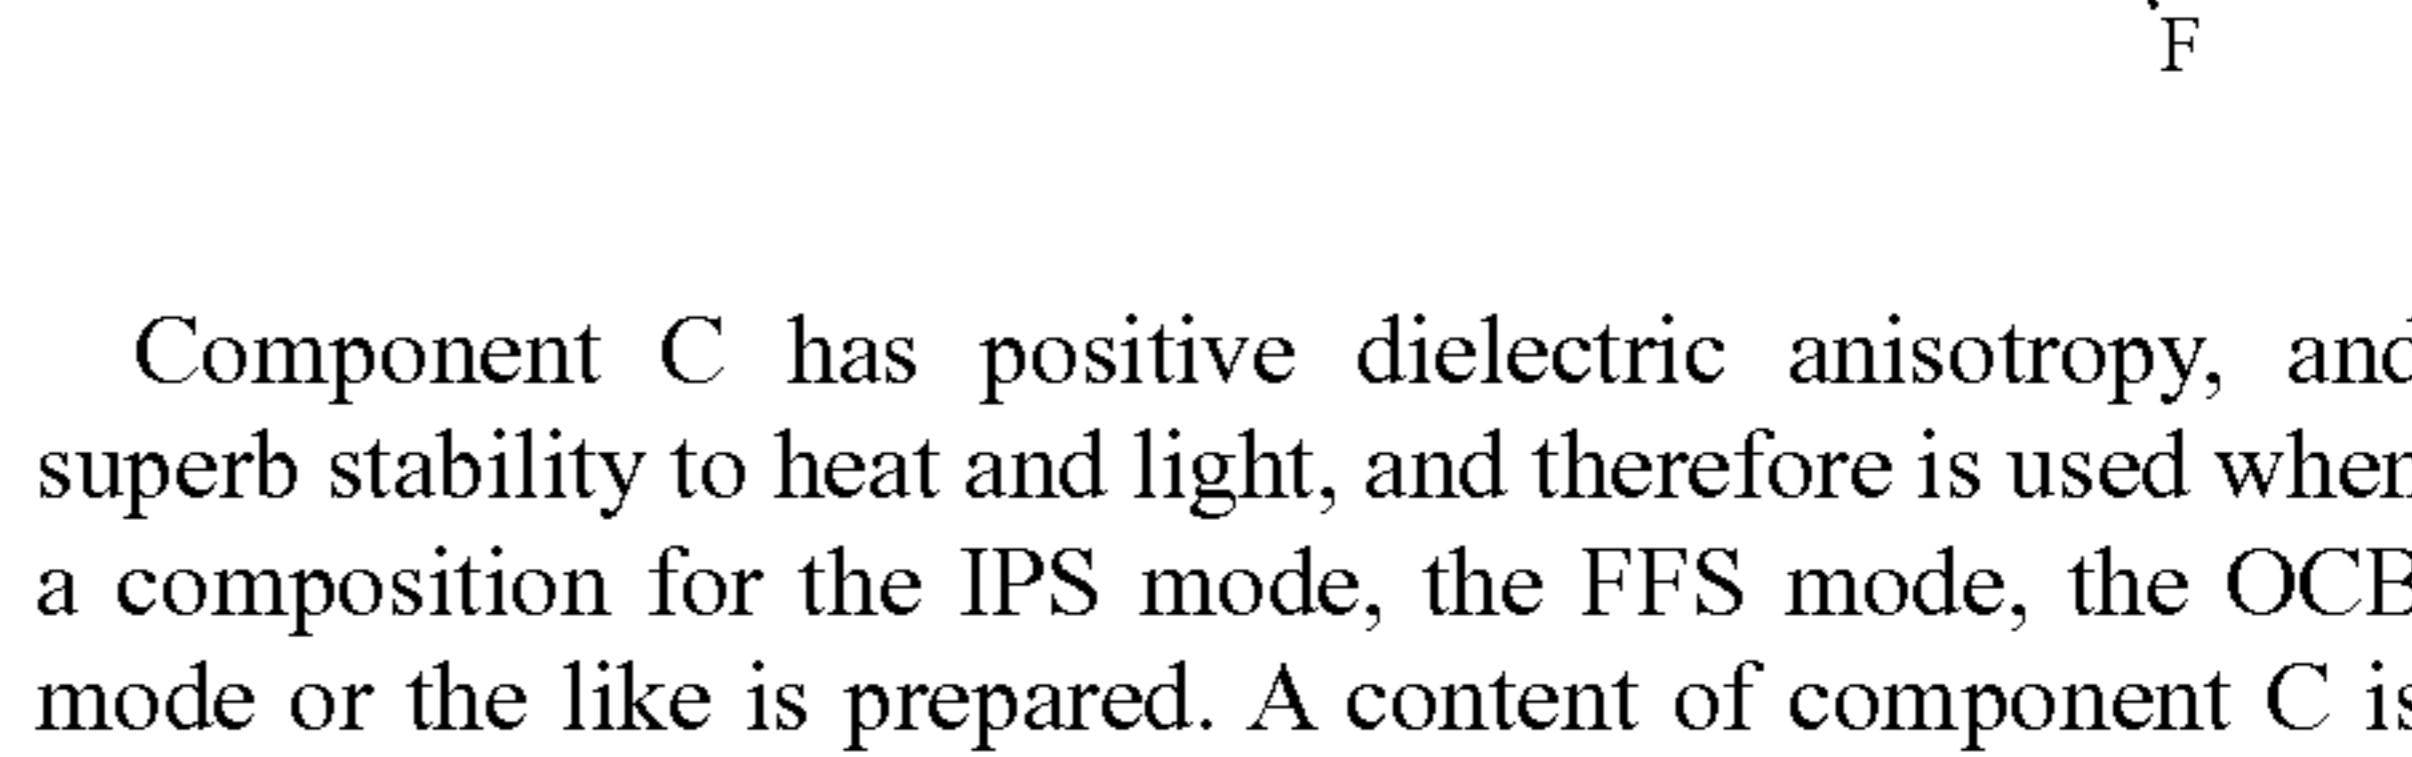 F
Component C has positive dielectric anisotropy, and
superb stability to heat and light, and therefore is used when
a composition for the IPS mode, the FFS mode, the OCB
mode or the like is prepared. A content of component C is